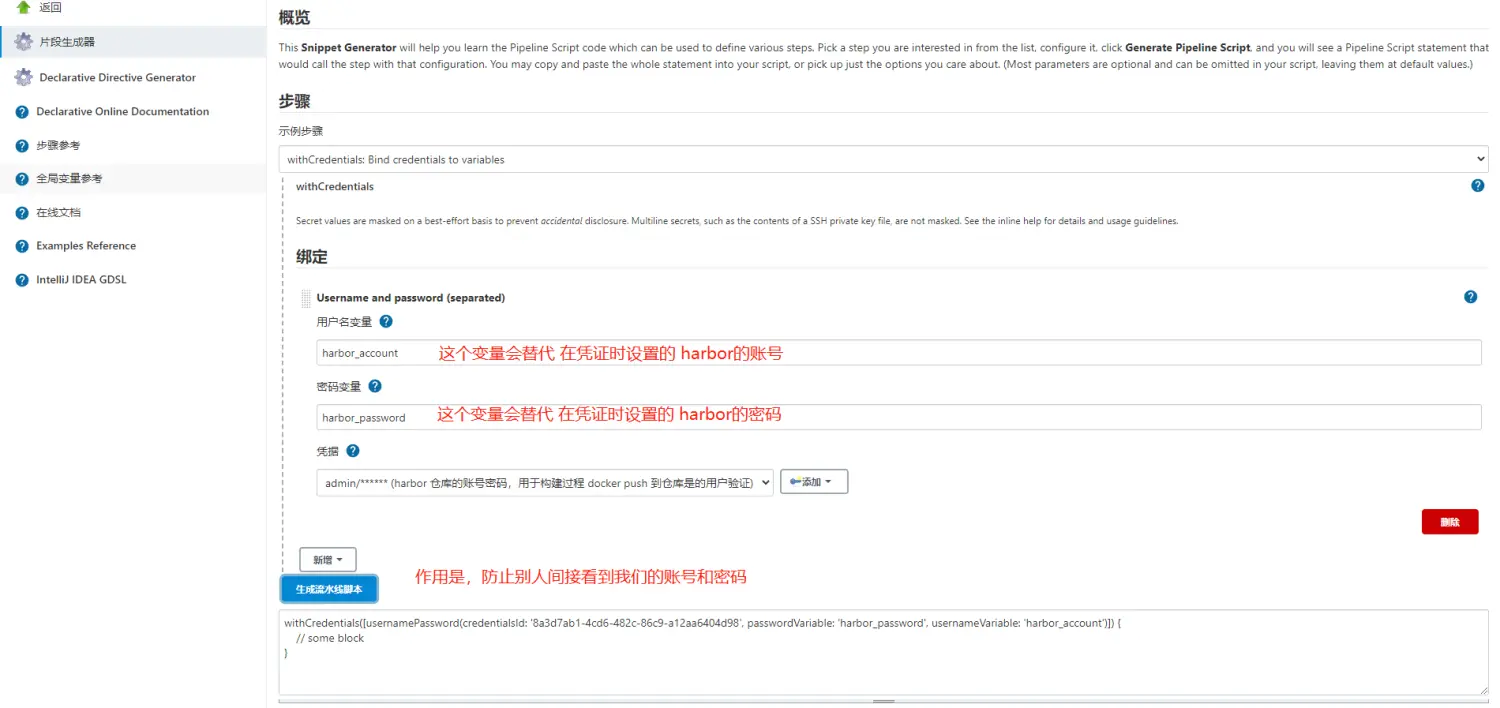 返回
片段生成器
Declarative Directive Generator
Declarative Online Documentation
步骤参考
全局变量参考
在线文档
Examples Reference
IntelliJ IDEA GDSL
概览
This Snippet Generator will help you learn the Pipeline Script code which can be used to define various steps. Pick a step you are interested in from the list, configure it, click Generate Pipeline Script, and you will see a Pipeline Script statement that
would call the step with that configuration. You may copy and paste the whole statement into your script, or pick up just the options you care about. (Most parameters are optional and can be omitted in your script, leaving them at default values.)
步骤
示例步骤
withCredentials: Bind credentials to variables
withCredentials
Secret values are masked on a best-effort basis to prevent accidental disclosure. Multiline secrets, such as the contents of a SSH private key file, are not masked. See the inline help for details and usage guidelines.
绑定
Username and password (separated)
用户名变量
harbor_account 这个变量会替代 在凭证时设置的 harbor的账号
密码变量
harbor_password 这个变量会替代 在凭证时设置的 harbor的密码
凭据
admin/****** (harbor 仓库的账号密码，用于构建过程 docker push 到仓库是的用户验证) 添加
删除
新增
作用是，防止别人间接看到我们的账号和密码
生成流水线脚本
withCredentials([usernamePassword(credentialsId: '8a3d7ab1-4cd6-482c-86c9-a12aa6404d98', passwordVariable: 'harbor_password', usernameVariable: 'harbor_account')]) {
// some block
}